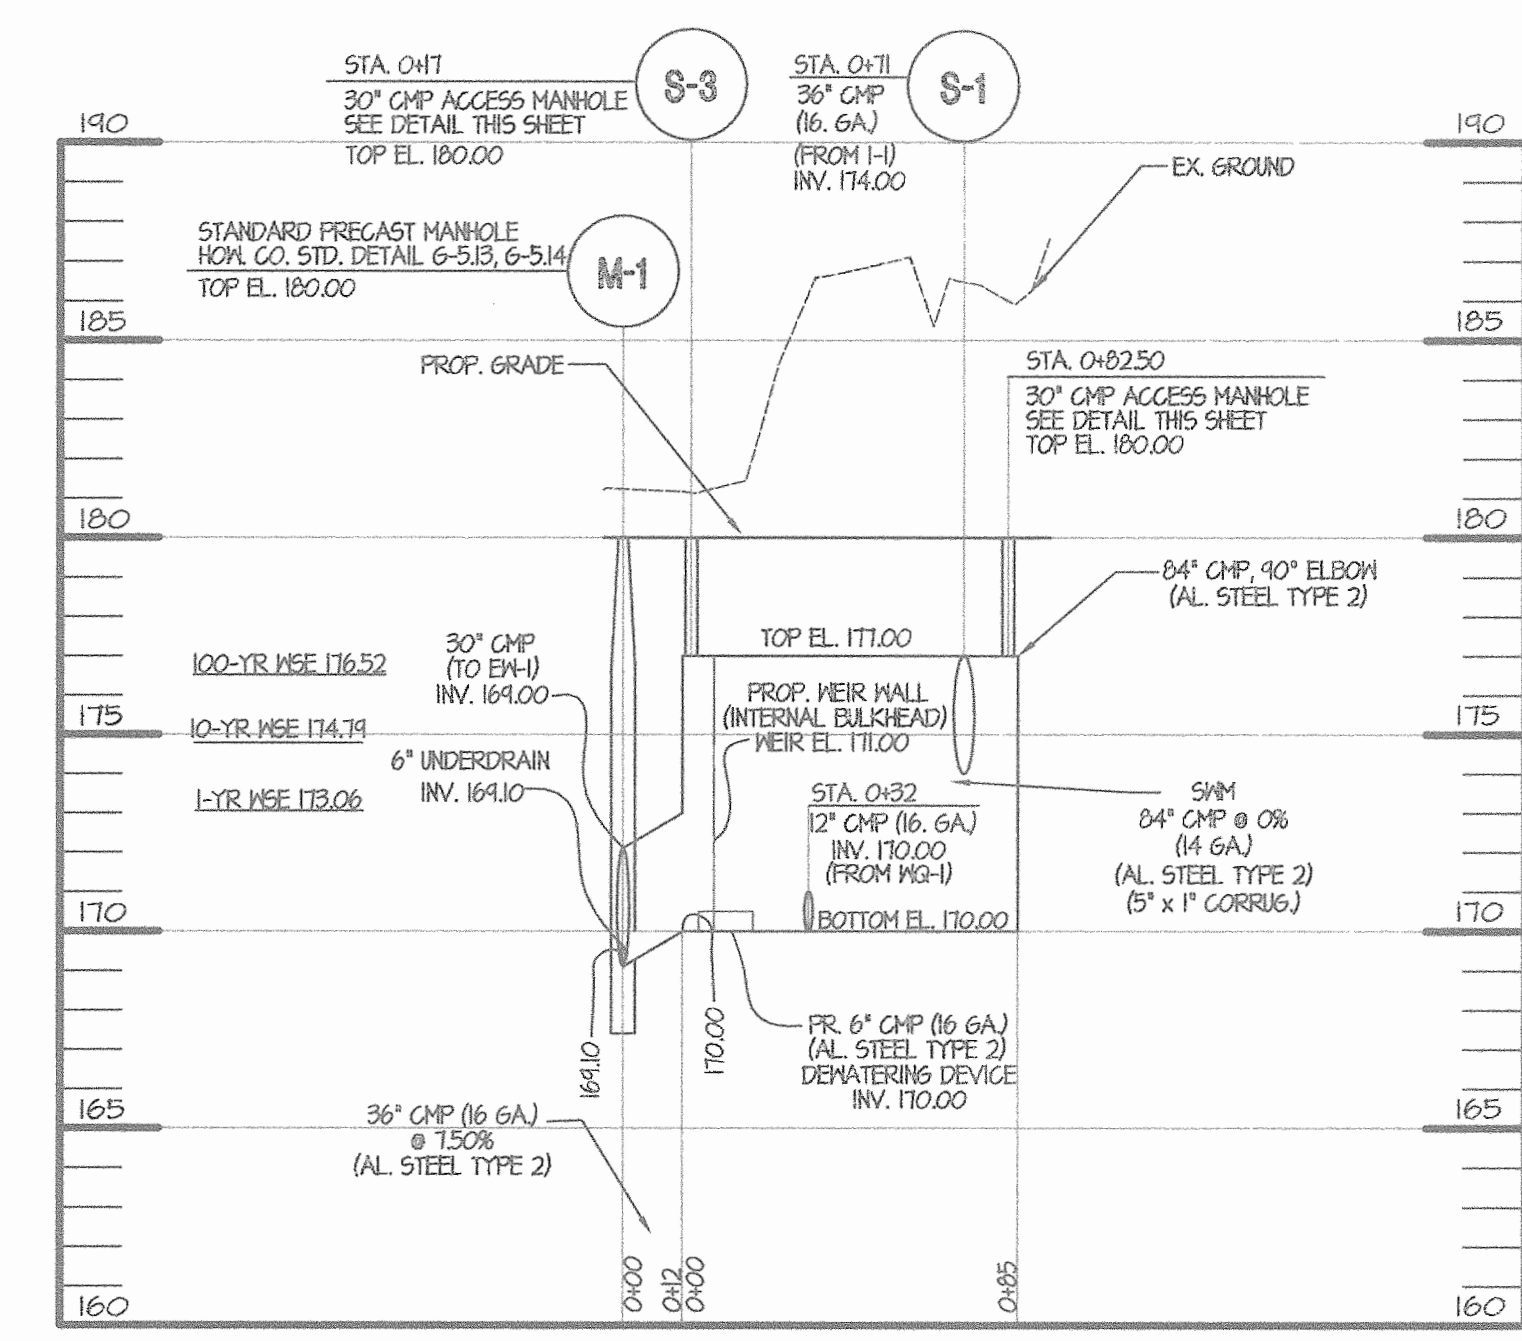 STA. 0+17
30" CMP ACCESS MANHOLE
SEE DETAIL THIS SHEET
TOP EL. 180.00
S-3
STA. 0+71
36" CMP
(16. GA.)
(FROM I-1)
INV. 174.00
S-1
190
190
EX. GROUND
STANDARD PRECAST MANHOLE
HOW. CO. STD. DETAIL G-5.13, G-5.14
TOP EL. 180.00
M-1
185
185
PROP. GRADE
STA. 0+82.50
30" CMP ACCESS MANHOLE
SEE DETAIL THIS SHEET
TOP EL. 180.00
180
180
84" CMP, 90° ELBOW
(AL. STEEL TYPE 2)
TOP EL. 177.00
30" CMP
(TO EW-1)
INV. 169.00
100-YR WSE 176.52
PROP. WEIR WALL
(INTERNAL BULKHEAD)
WEIR EL. 171.00
175
175
10-YR WSE 174.79
6" UNDERDRAIN
INV. 169.10
1-YR WSE 173.06
STA. 0+32
12" CMP (16. GA.)
INV. 170.00
(FROM WQ-1)
SWM
84" CMP @ 0%
(14 GA.)
(AL. STEEL TYPE 2)
(5" x 1" CORRUG.)
170
170
BOTTOM EL. 170.00
169.10
170.00
PR. 6" CMP (16 GA.)
(AL. STEEL TYPE 2)
DEWATERING DEVICE
INV. 170.00
165
165
36" CMP (16 GA.)
@ 7.50%
(AL. STEEL TYPE 2)
0+00
0+12
0+00
0+85
160
160